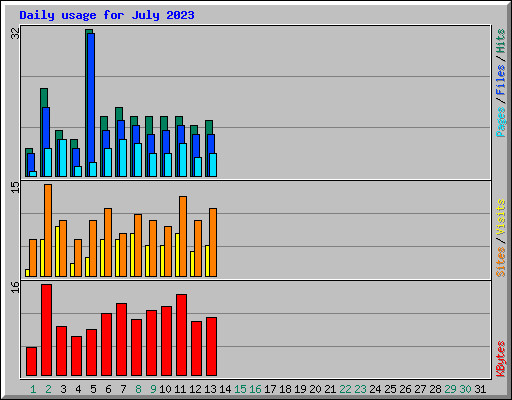 Daily usage for July 2023
32
15
16
Pages / Files / Hits
Sites / Visits
KBytes
1 2 3 4 5 6 7 8 9 10 11 12 13 14 15 16 17 18 19 20 21 22 23 24 25 26 27 28 29 30 31